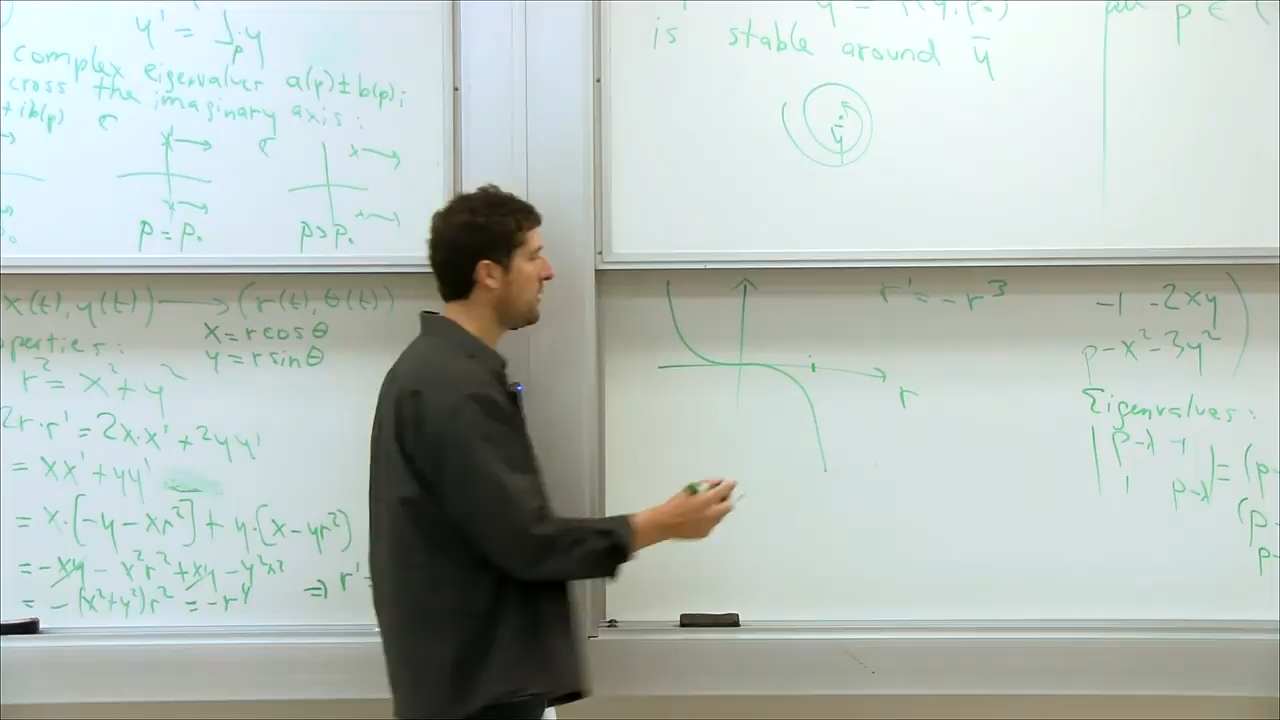 y' = J_p·y
complex eigenvalues a(p)±b(p)i
cross the imaginary axis:
+ib(p)
p=p₀
p>p₀
is stable around ȳ
ȳ
p ∈ (
x(t), y(t)) → (r(t), θ(t))
x = r cos θ
operties:
y = r sin θ
r² = x² + y²
2r·r' = 2x·x' + 2yy'
= xx' + yy'
= x·[-y - xr²] + y·(x - yr²)
= -xy - x²r² + xy - y²r²
= -(x²+y²)r² = -r⁴ ⇒ r' =
r' = -r³
r
-1 -2xy
p-x²-3y²
Eigenvalues:
| p-λ -1
1 p-λ | = (p-
(p-
p-